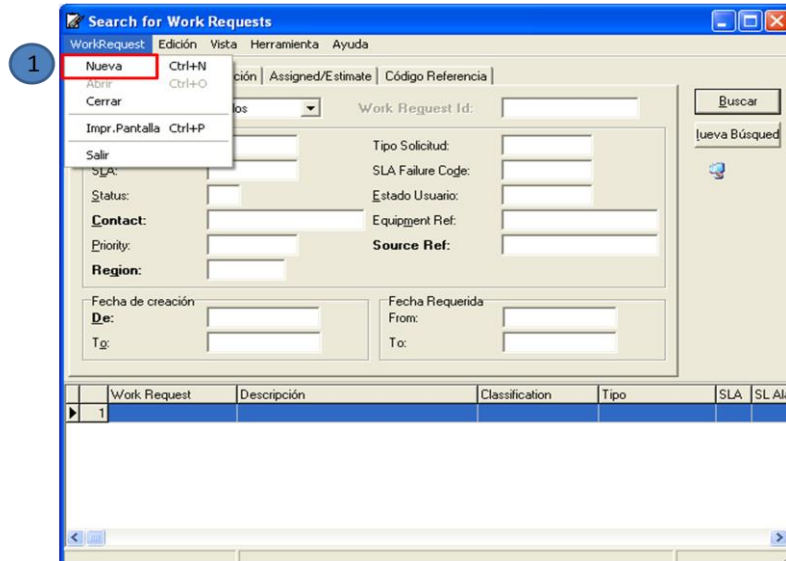 Search for Work Requests
WorkRequest Edición Vista Herramienta Ayuda
1
Nueva Ctrl+N
Abrir Ctrl+O
Cerrar
Impr.Pantalla Ctrl+P
Salir
ción Assigned/Estimate Código Referencia
los Work Request Id: Buscar
Tipo Solicitud: ueva Búsqued
SLA: SLA Failure Code:
Status: Estado Usuario:
Contact: Equipment Ref:
Priority: Source Ref:
Region:
Fecha de creación Fecha Requerida
De: From:
To: To:
Work Request Descripción Classification Tipo SLA SL Al
1